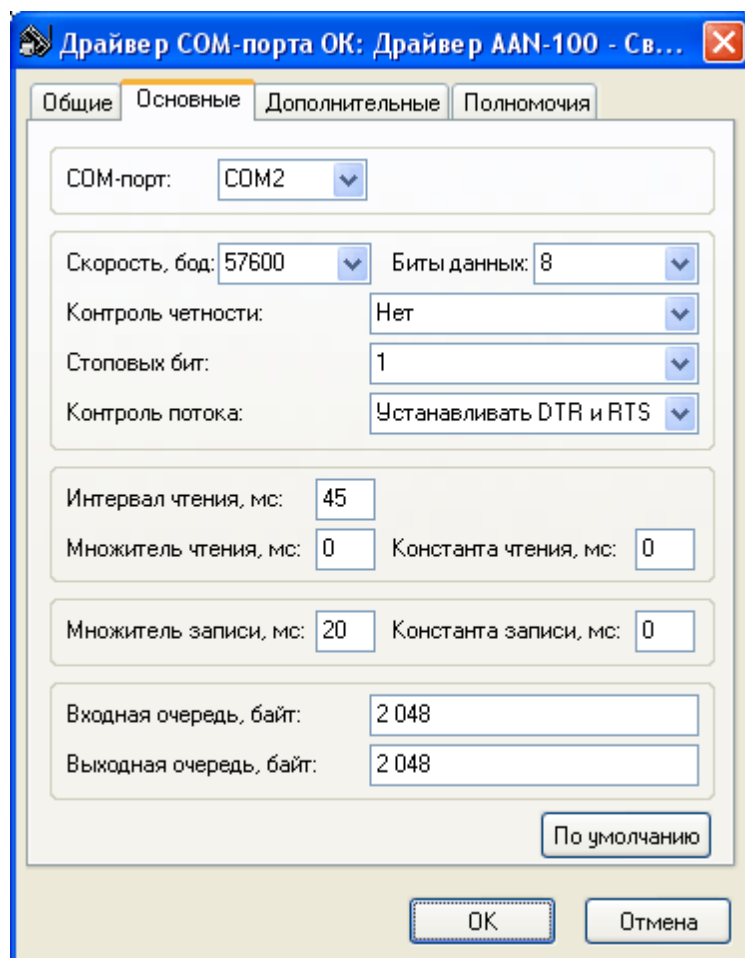 Драйвер COM-порта ОК: Драйвер AAN-100 - Св...
Общие Основные Дополнительные Полномочия
COM-порт: COM2
Скорость, бод: 57600 Биты данных: 8
Контроль четности: Нет
Стоповых бит: 1
Контроль потока: Устанавливать DTR и RTS
Интервал чтения, мс: 45
Множитель чтения, мс: 0 Константа чтения, мс: 0
Множитель записи, мс: 20 Константа записи, мс: 0
Входная очередь, байт: 2 048
Выходная очередь, байт: 2 048
По умолчанию
OK Отмена